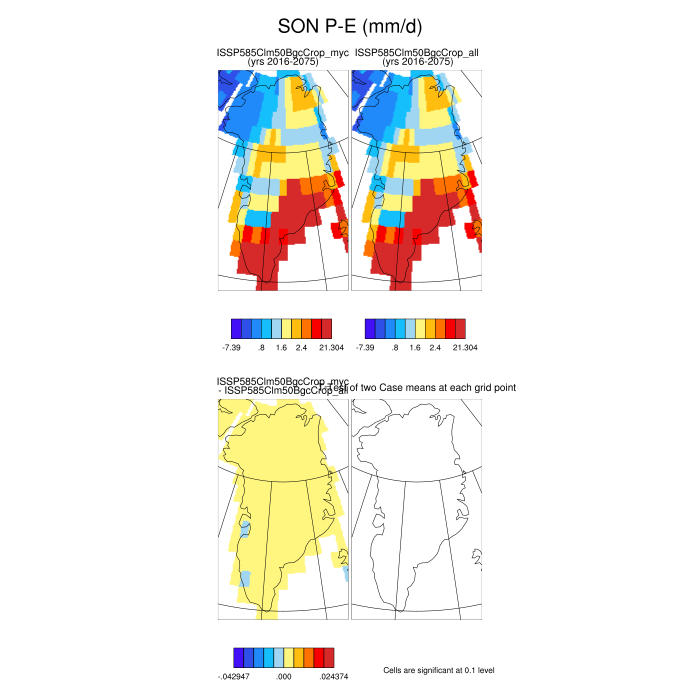 SON P-E (mm/d)
ISSP585Clm50BgcCrop_myc
(yrs 2016-2075)
ISSP585Clm50BgcCrop_all
(yrs 2016-2075)
-7.39 .8 1.6 2.4 21.304
-7.39 .8 1.6 2.4 21.304
ISSP585Clm50BgcCrop_myc
- ISSP585Clm50BgcCrop_all
T-Test of two Case means at each grid point
-.042947 .000 .024374
Cells are significant at 0.1 level